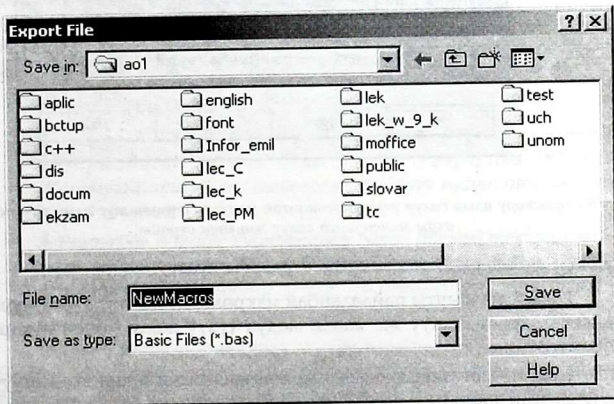 Export File
Save in: ao1
aplic english lek test
bctup font lek_w_9_k uch
c++ Infor_emil moffice unom
dis lec_C public
docum lec_k slovar
ekzam lec_PM tc
File name: NewMacros Save
Save as type: Basic Files (*.bas) Cancel
Help